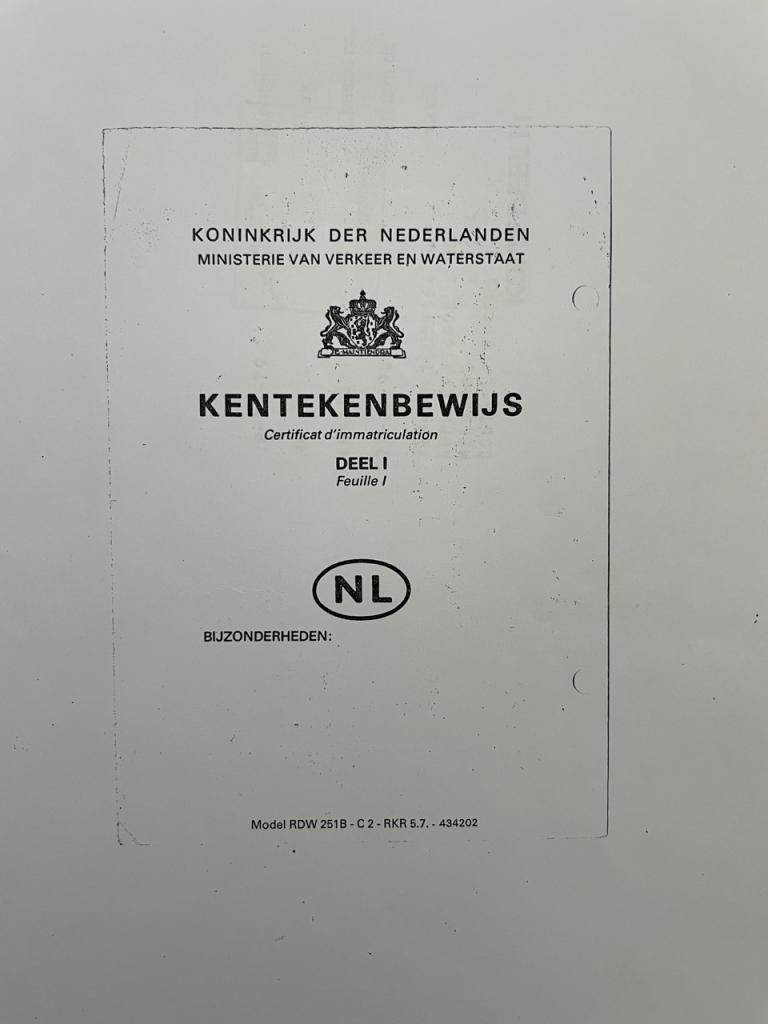 KONINKRIJK DER NEDERLANDEN
MINISTERIE VAN VERKEER EN WATERSTAAT
JE MAINTIENDRAI
KENTEKENBEWIJS
Certificat d'immatriculation
DEEL I
Feuille I
NL
BIJZONDERHEDEN:
Model RDW 251B - C 2 - RKR 5.7. - 434202